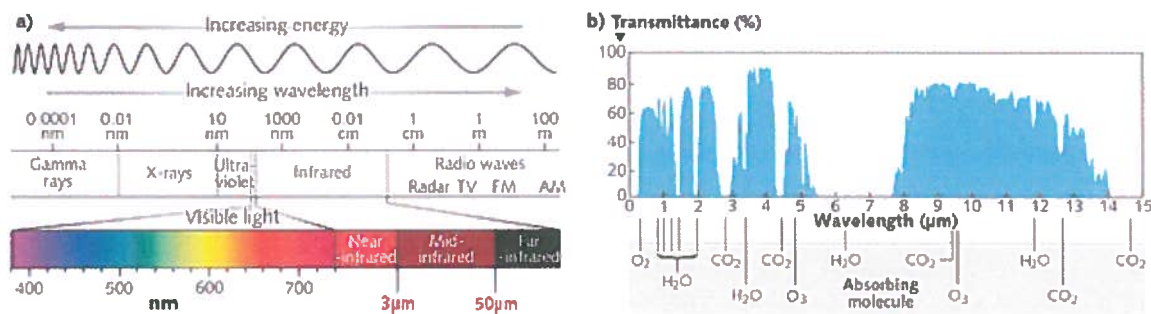 a)
Increasing energy
Increasing wavelength
0.0001 nm
0.01 nm
10 nm
1000 nm
0.01 cm
1 cm
1 m
100 m
Gamma rays
X-rays
Ultra-violet
Infrared
Radio waves
Radar TV FM AM
Visible light
Near -infrared
Mid-infrared
Far -infrared
400 500 600 700 3µm 50µm
nm
b) Transmittance (%)
100
80
60
40
20
0
0 1 2 3 4 5 6 7 8 9 10 11 12 13 14 15
Wavelength (µm)
O₂ CO₂ CO₂ H₂O CO₂ H₂O CO₂
H₂O H₂O O₃ Absorbing molecule O₃ CO₂